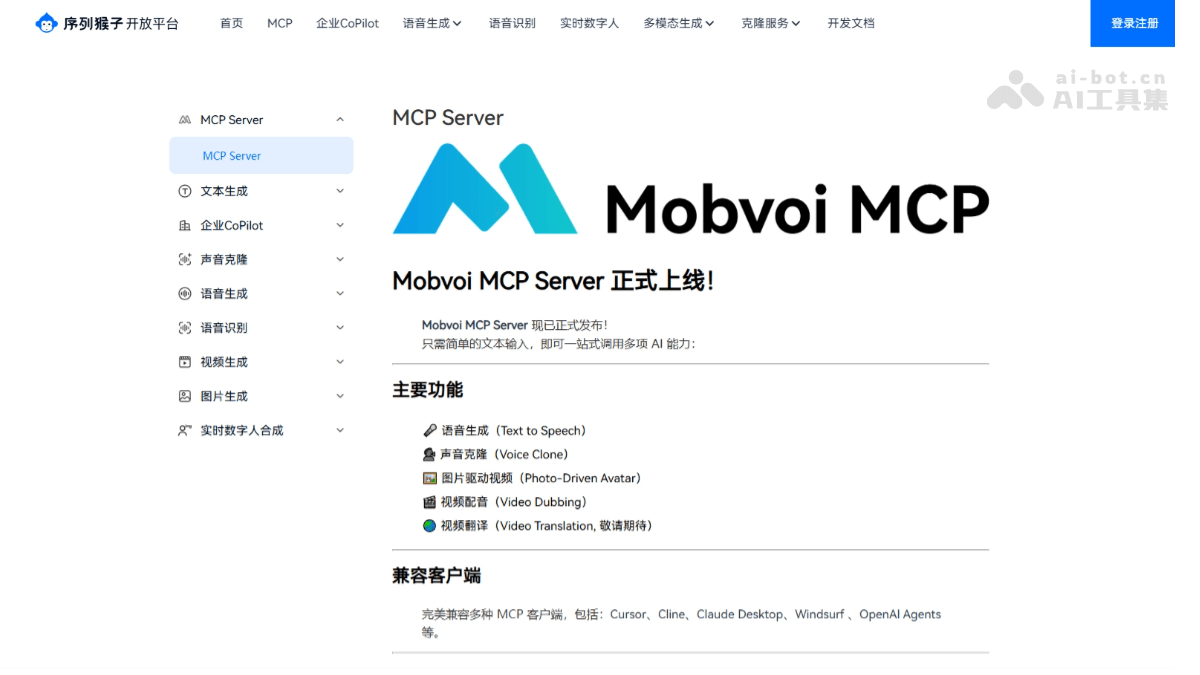 序列猴子开放平台 首页 MCP 企业CoPilot 语音生成 语音识别 实时数字人 多模态生成 克隆服务 开发文档 登录注册
ai-bot.cn
AI工具集
MCP Server
MCP Server
文本生成
企业CoPilot
声音克隆
语音生成
语音识别
视频生成
图片生成
实时数字人合成
MCP Server
Mobvoi MCP
Mobvoi MCP Server 正式上线！
Mobvoi MCP Server 现已正式发布！
只需简单的文本输入，即可一站式调用多项 AI 能力：
主要功能
语音生成（Text to Speech）
声音克隆（Voice Clone）
图片驱动视频（Photo-Driven Avatar）
视频配音（Video Dubbing）
视频翻译（Video Translation, 敬请期待）
兼容客户端
完美兼容多种 MCP 客户端，包括：Cursor、Cline、Claude Desktop、Windsurf 、OpenAI Agents
等。